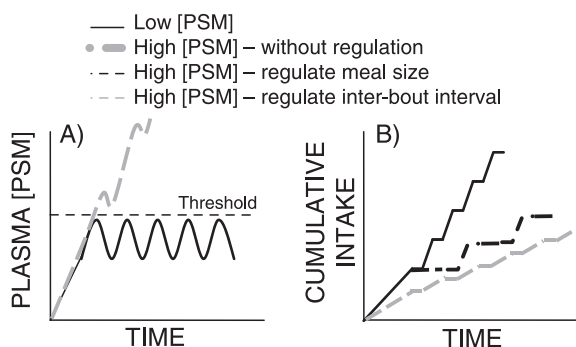 Low [PSM]
High [PSM] – without regulation
High [PSM] – regulate meal size
High [PSM] – regulate inter-bout interval
A)
Threshold
PLASMA [PSM]
TIME
B)
CUMULATIVE
INTAKE
TIME